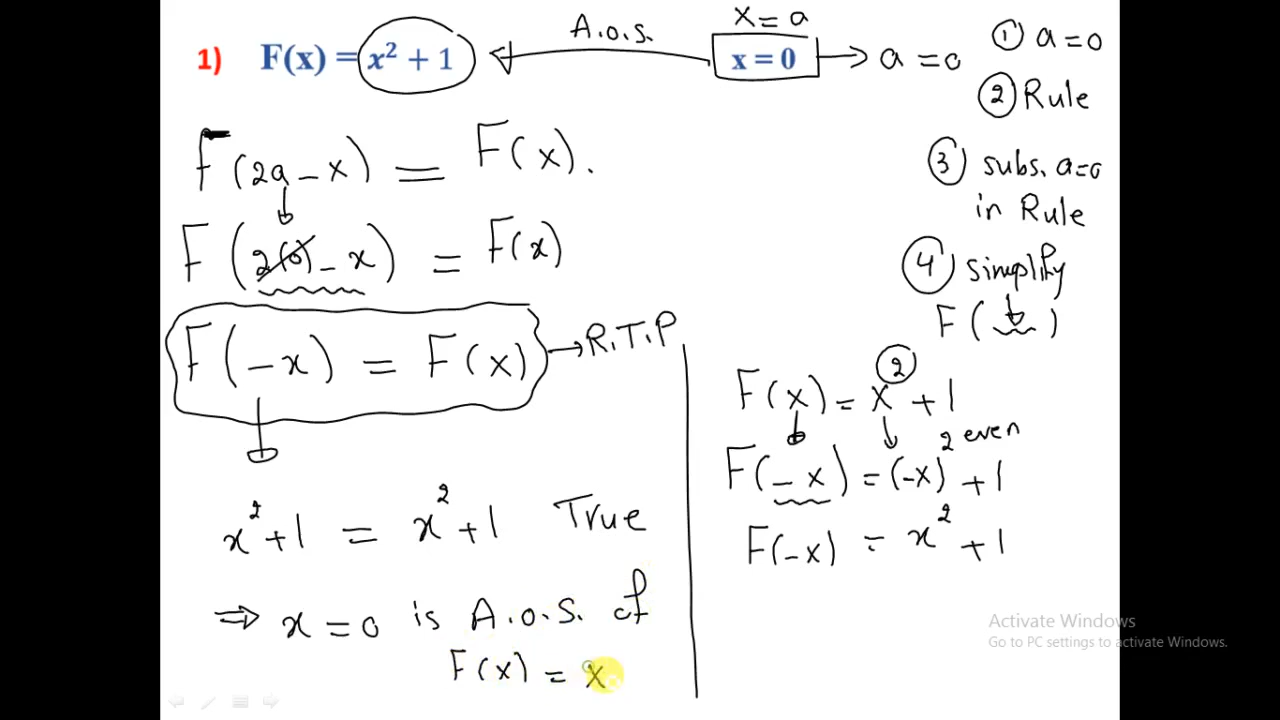 1) F(x) = x² + 1
A.o.s.
x = a
x = 0
a = 0
① a = 0
② Rule
③ subs. a=0
in Rule
④ simplify
F ( )
F(2a - x) = F(x).
F(2(0) - x) = F(x)
F(-x) = F(x) → R.T.P
x² + 1 = x² + 1 True
⇒ x = 0 is A.o.S. of
F(x) = x
F(x) = x² + 1
F(-x) = (-x)² + 1
even
F(-x) = x² + 1
Activate Windows
Go to PC settings to activate Windows.